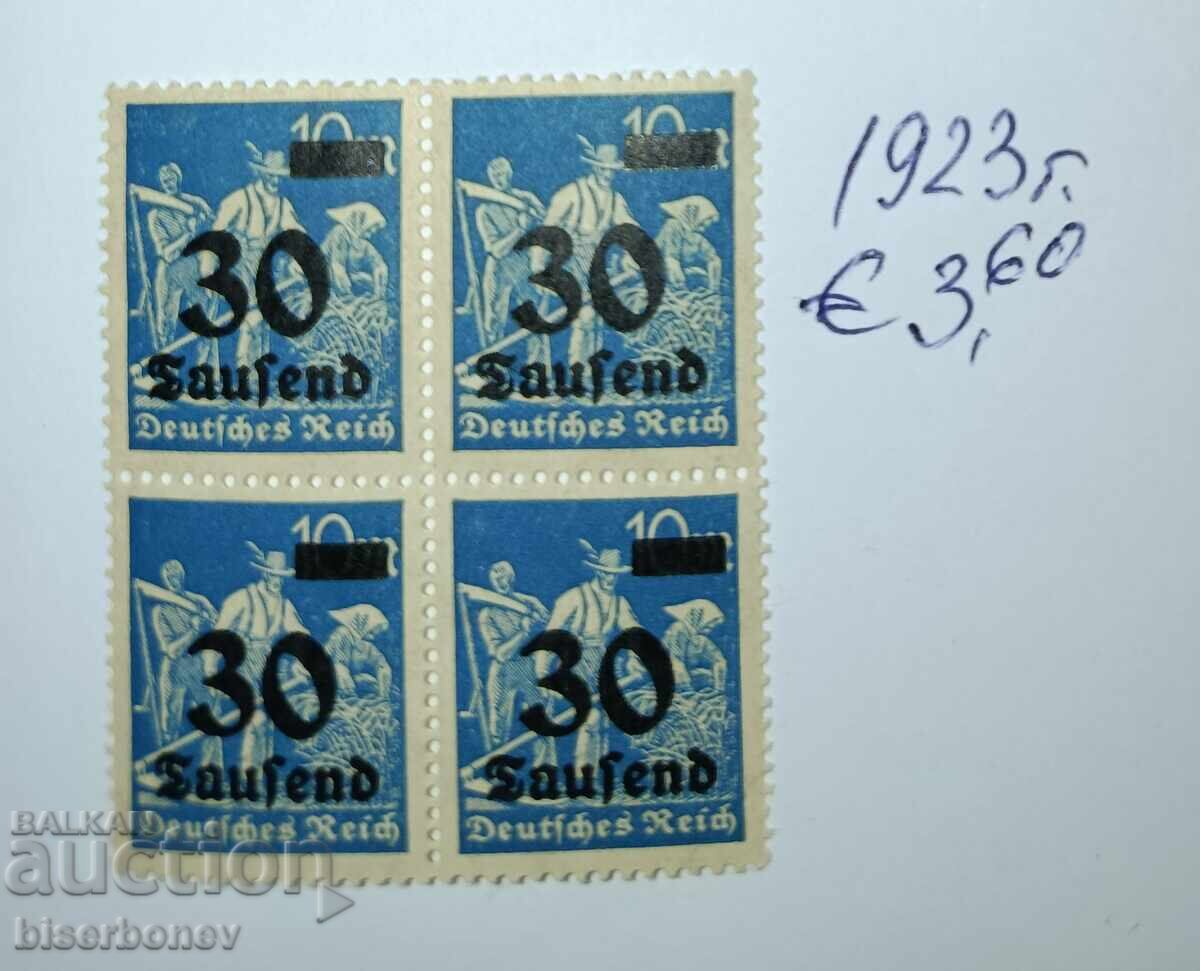 10 m
30
Tausend
Deutsches Reich
10 m
30
Tausend
Deutsches Reich
10 m
30
Tausend
Deutsches Reich
10 m
30
Tausend
Deutsches Reich
1923 г.
€ 3,60
BALKAN
auction
biserbonev